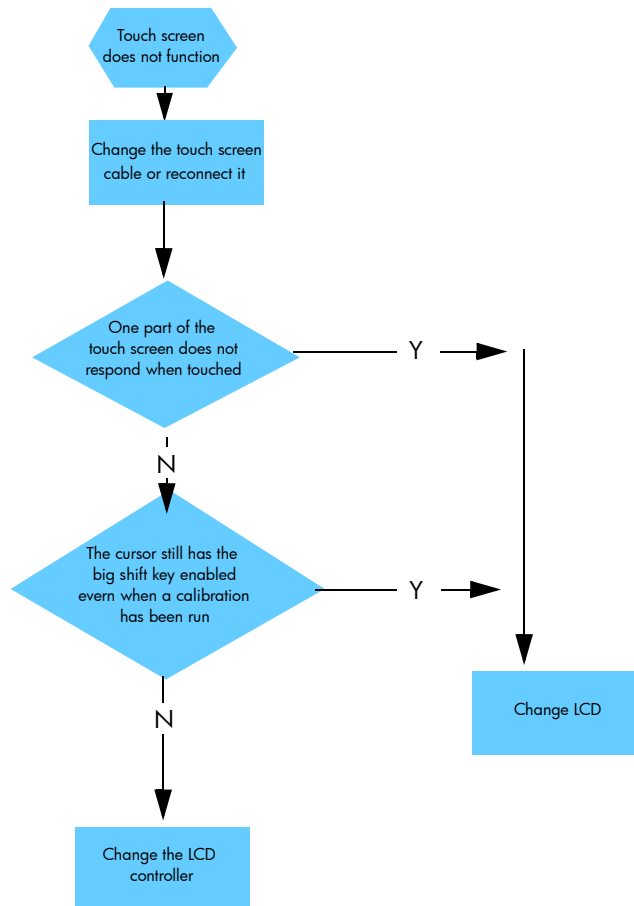 Touch screen
does not function
Change the touch screen
cable or reconnect it
One part of the
touch screen does not
respond when touched
Y
N
The cursor still has the
big shift key enabled
evern when a calibration
has been run
Y
N
Change LCD
Change the LCD
controller